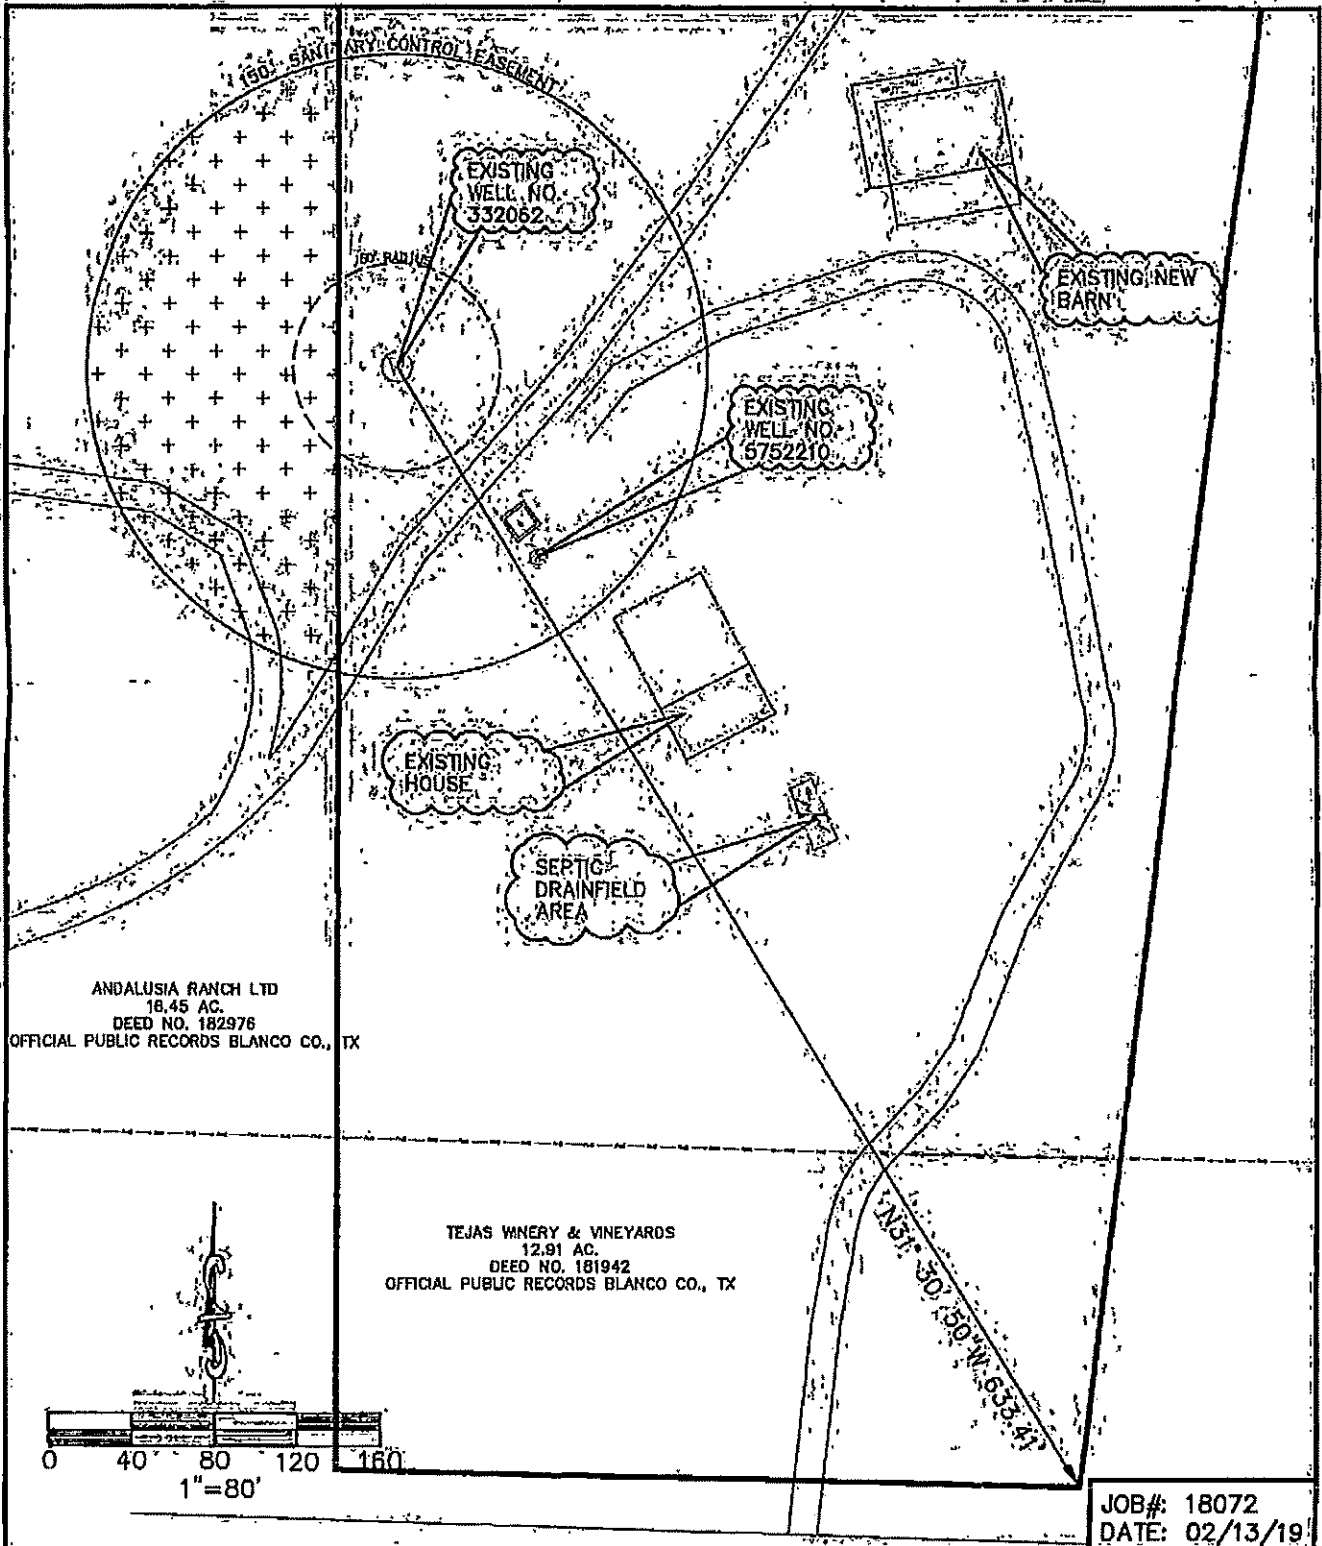 150' SANITARY CONTROL EASEMENT
EXISTING
WELL NO.
332062
50' RADIUS
EXISTING NEW
BARN
EXISTING
WELL NO.
5752210
EXISTING
HOUSE
SEPTIC
DRAINFIELD
AREA
ANDALUSIA RANCH LTD
16.45 AC.
DEED NO. 182976
OFFICIAL PUBLIC RECORDS BLANCO CO., TX
TEJAS WINERY & VINEYARDS
12.91 AC.
DEED NO. 181942
OFFICIAL PUBLIC RECORDS BLANCO CO., TX
N31° 30' 50"W 633.41'
0 40 80 120 160
1"=80'
JOB#: 18072
DATE: 02/13/19